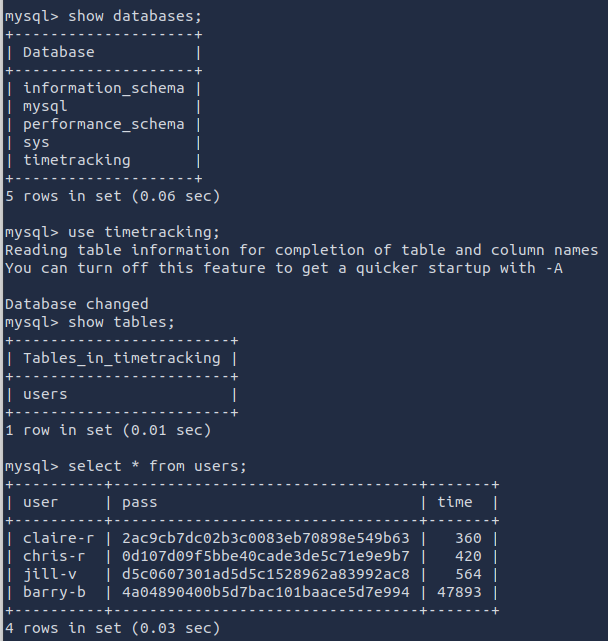 mysql> show databases;
+--------------------+
| Database           |
+--------------------+
| information_schema |
| mysql              |
| performance_schema |
| sys                |
| timetracking       |
+--------------------+
5 rows in set (0.06 sec)

mysql> use timetracking;
Reading table information for completion of table and column names
You can turn off this feature to get a quicker startup with -A

Database changed
mysql> show tables;
+------------------------+
| Tables_in_timetracking |
+------------------------+
| users                  |
+------------------------+
1 row in set (0.01 sec)

mysql> select * from users;
+----------+----------------------------------+-------+
| user     | pass                             | time  |
+----------+----------------------------------+-------+
| claire-r | 2ac9cb7dc02b3c0083eb70898e549b63 |   360 |
| chris-r  | 0d107d09f5bbe40cade3de5c71e9e9b7 |   420 |
| jill-v   | d5c0607301ad5d5c1528962a83992ac8 |   564 |
| barry-b  | 4a04890400b5d7bac101baace5d7e994 | 47893 |
+----------+----------------------------------+-------+
4 rows in set (0.03 sec)